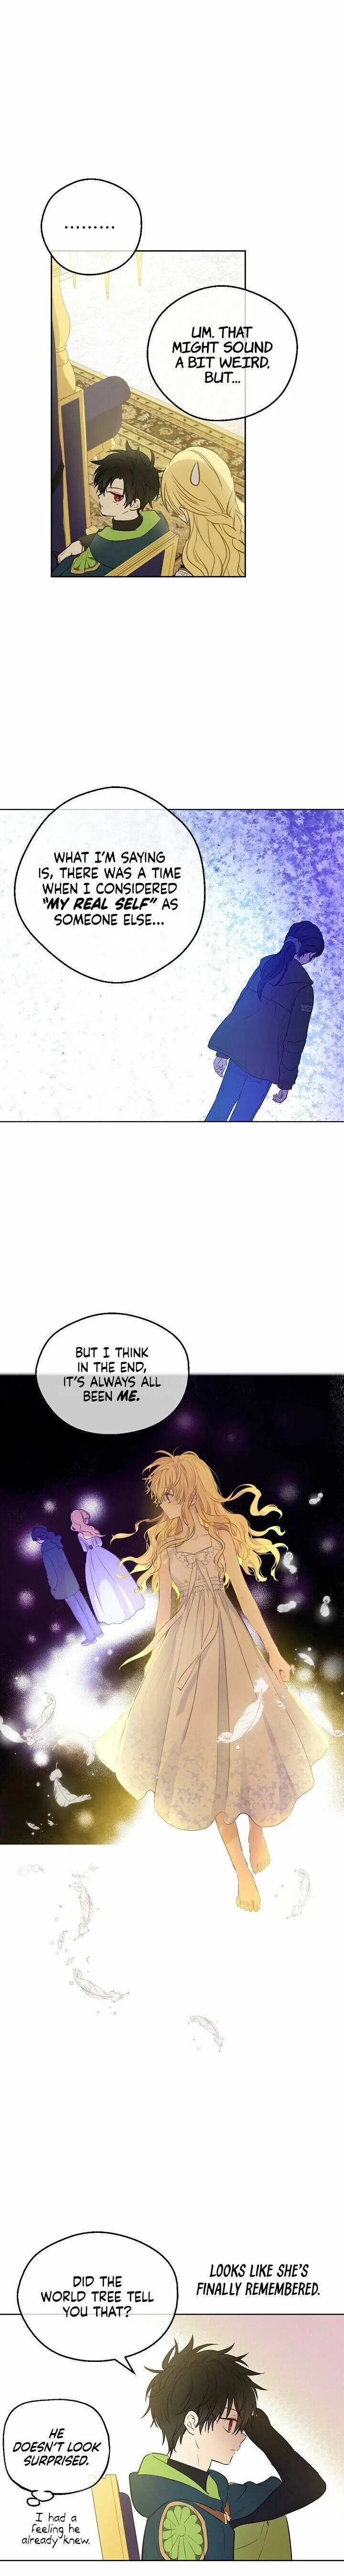 .........
UM. THAT
MIGHT SOUND
A BIT WEIRD,
BUT...
WHAT I'M SAYING
IS, THERE WAS A TIME
WHEN I CONSIDERED
"MY REAL SELF" AS
SOMEONE ELSE...
BUT I THINK
IN THE END,
IT'S ALWAYS ALL
BEEN ME.
DID THE
WORLD TREE TELL
YOU THAT?
LOOKS LIKE SHE'S
FINALLY REMEMBERED.
HE
DOESN'T LOOK
SURPRISED.
I had a
feeling he
already knew.